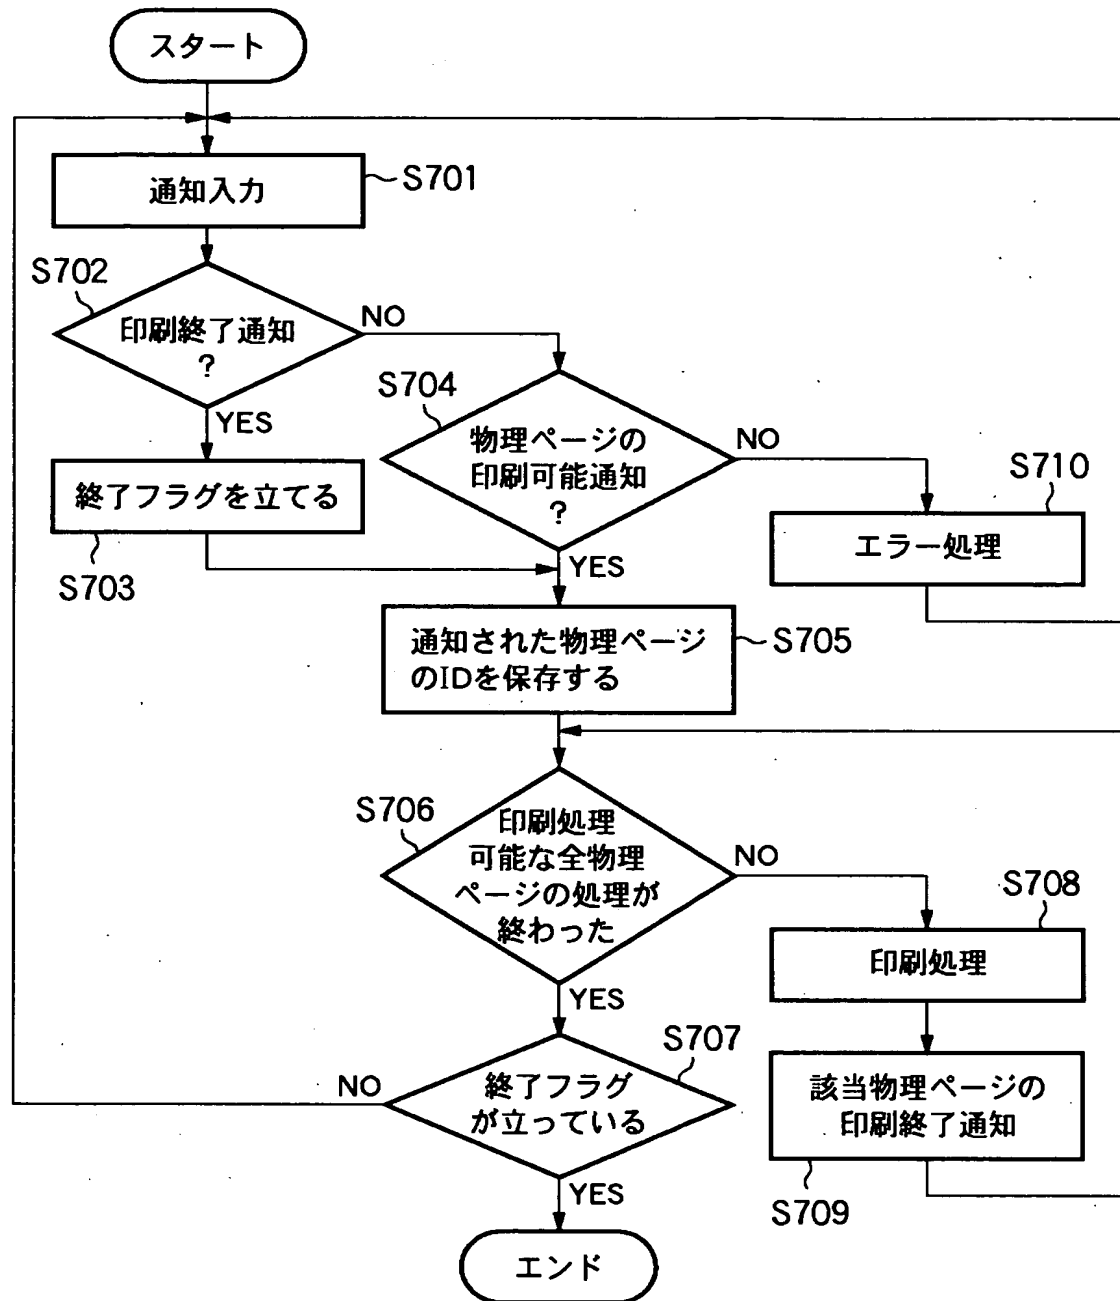 スタート
通知入力
S701
S702
印刷終了通知
?
NO
YES
終了フラグを立てる
S703
S704
物理ページの
印刷可能通知
?
NO
YES
S710
エラー処理
通知された物理ページ
のIDを保存する
S705
S706
印刷処理
可能な全物理
ページの処理が
終わった
NO
YES
S708
印刷処理
該当物理ページの
印刷終了通知
S709
S707
終了フラグ
が立っている
NO
YES
エンド